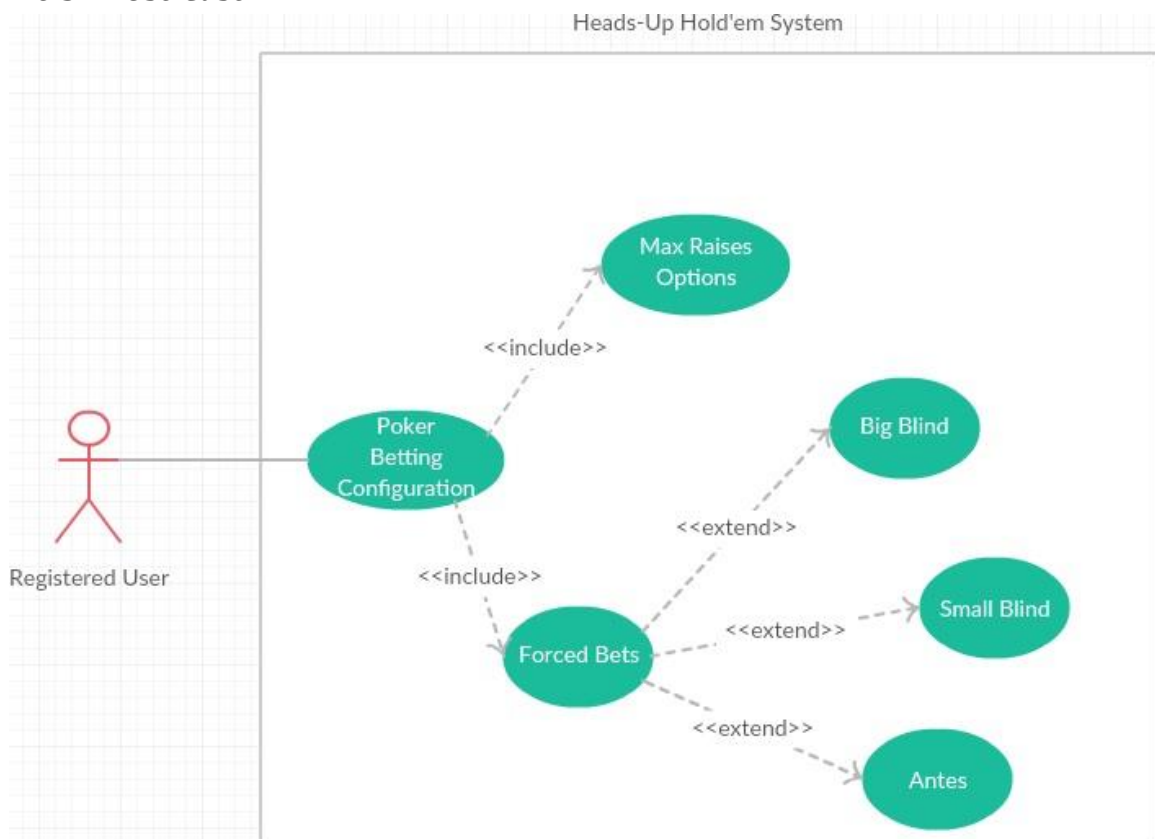 Heads-Up Hold'em System
Max Raises
Options
<<include>>
Poker
Betting
Configuration
Big Blind
<<extend>>
Registered User
<<include>>
Small Blind
<<extend>>
Forced Bets
<<extend>>
Antes